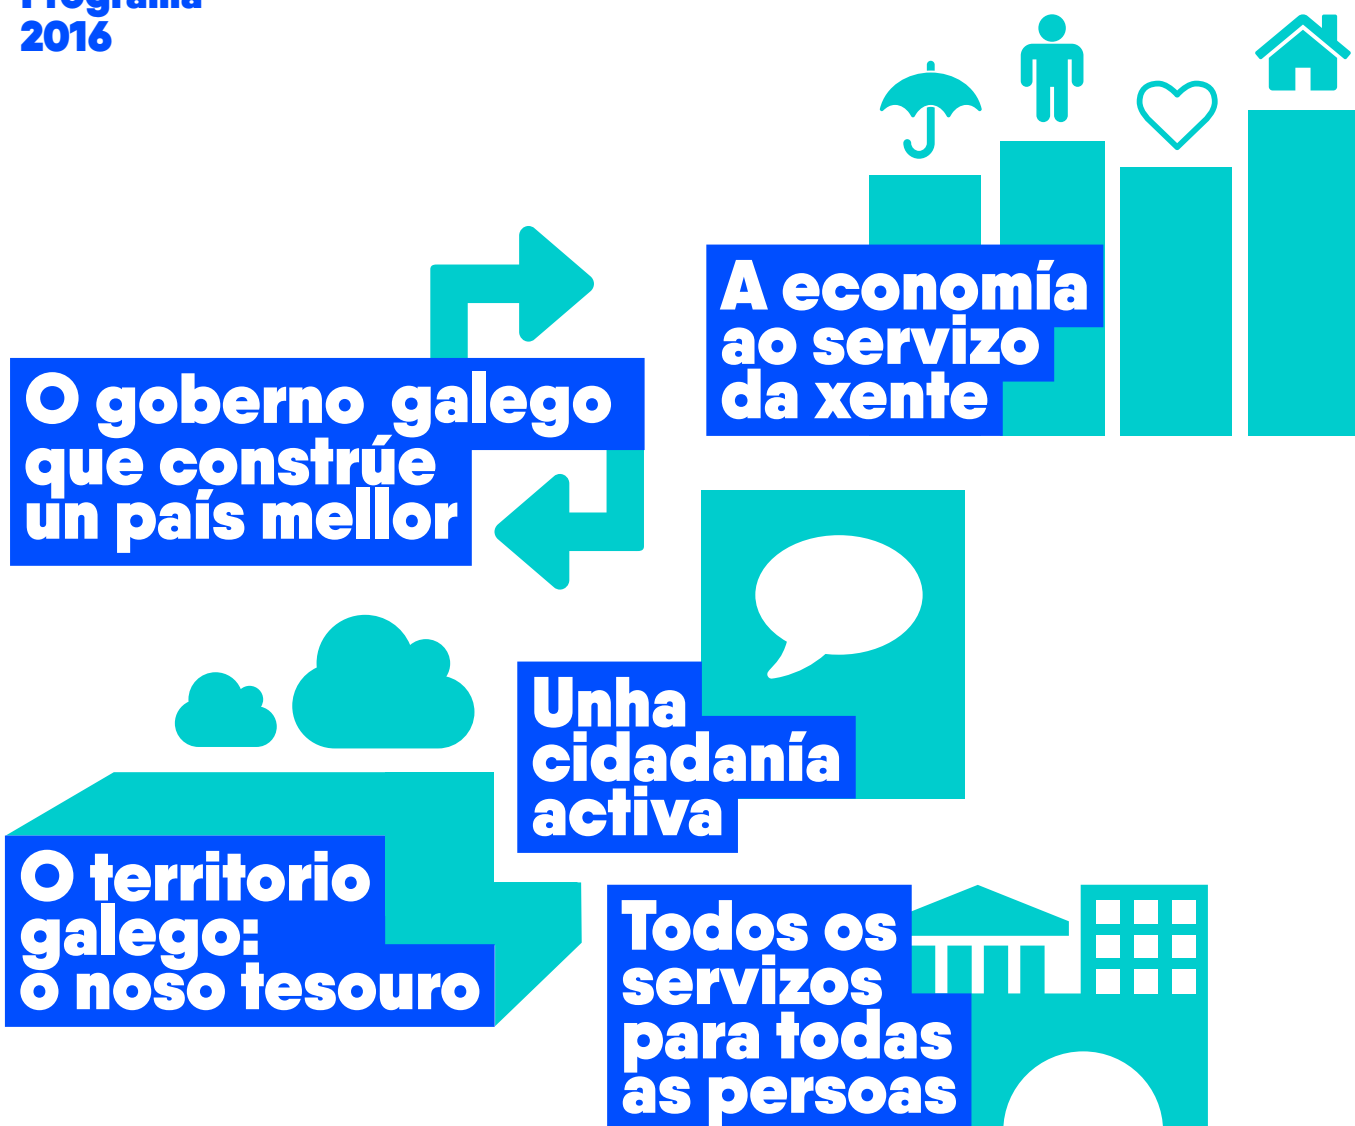 Programa
2016
A economía
ao servizo
da xente
O goberno galego
que constrúe
un país mellor
Unha
cidadanía
activa
O territorio
galego:
o noso tesouro
Todos os
servizos
para todas
as persoas